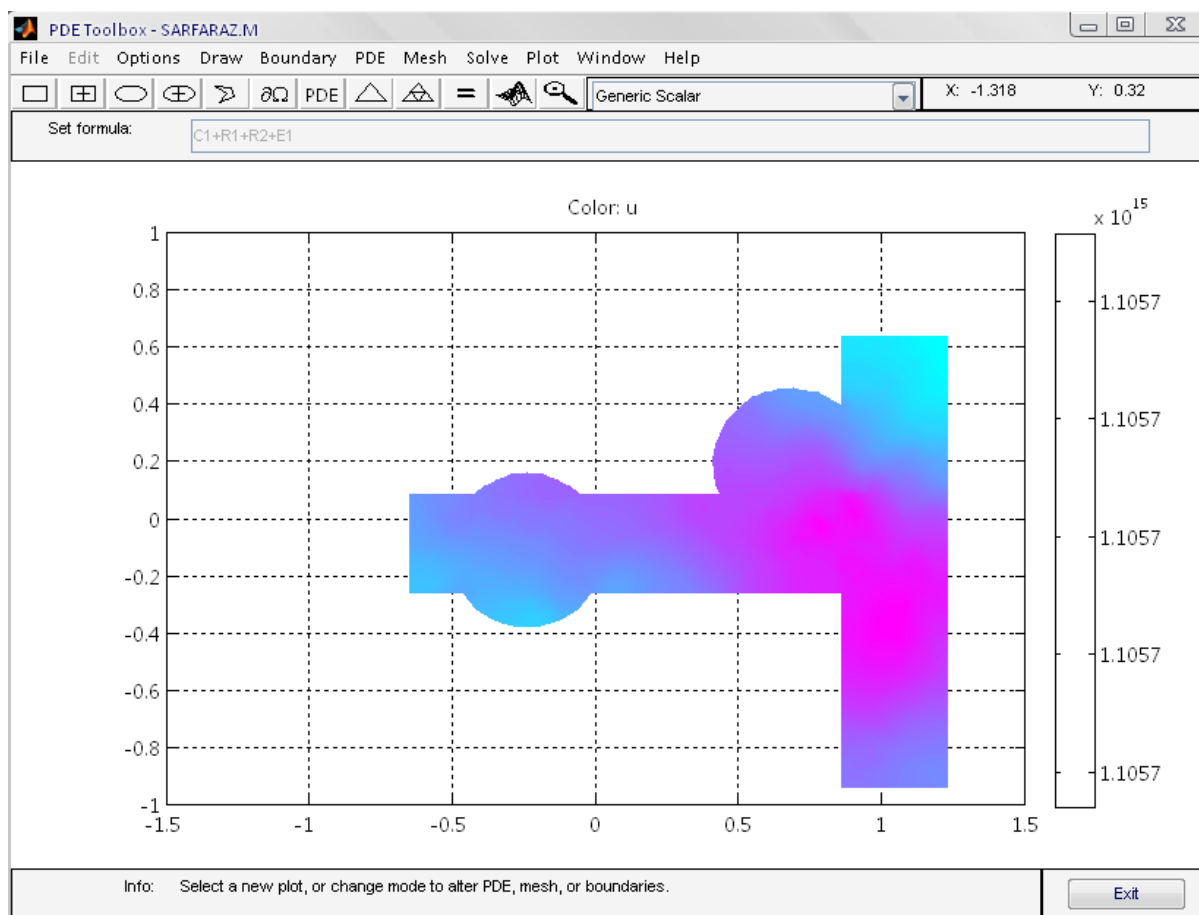 PDE Toolbox - SARFARAZ.M
File Edit Options Draw Boundary PDE Mesh Solve Plot Window Help
∂Ω PDE = Generic Scalar X: -1.318 Y: 0.32
Set formula: C1+R1+R2+E1
Color: u
x 10^15
1
0.8
0.6
0.4
0.2
0
-0.2
-0.4
-0.6
-0.8
-1
-1.5 -1 -0.5 0 0.5 1 1.5
1.1057
1.1057
1.1057
1.1057
1.1057
Info: Select a new plot, or change mode to alter PDE, mesh, or boundaries.
Exit